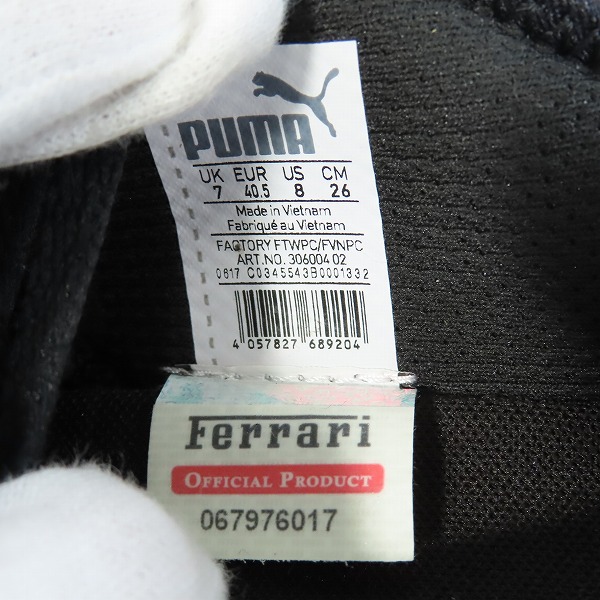 PUMA
UK EUR US CM
7 40.5 8 26
Made in Vietnam
Fabriqué au Vietnam
FACTORY FTWPC/FVNPC
ART.NO. 306004 02
0617 C0345543B0001332
4 057827 689204
Ferrari
OFFICIAL PRODUCT
067976017